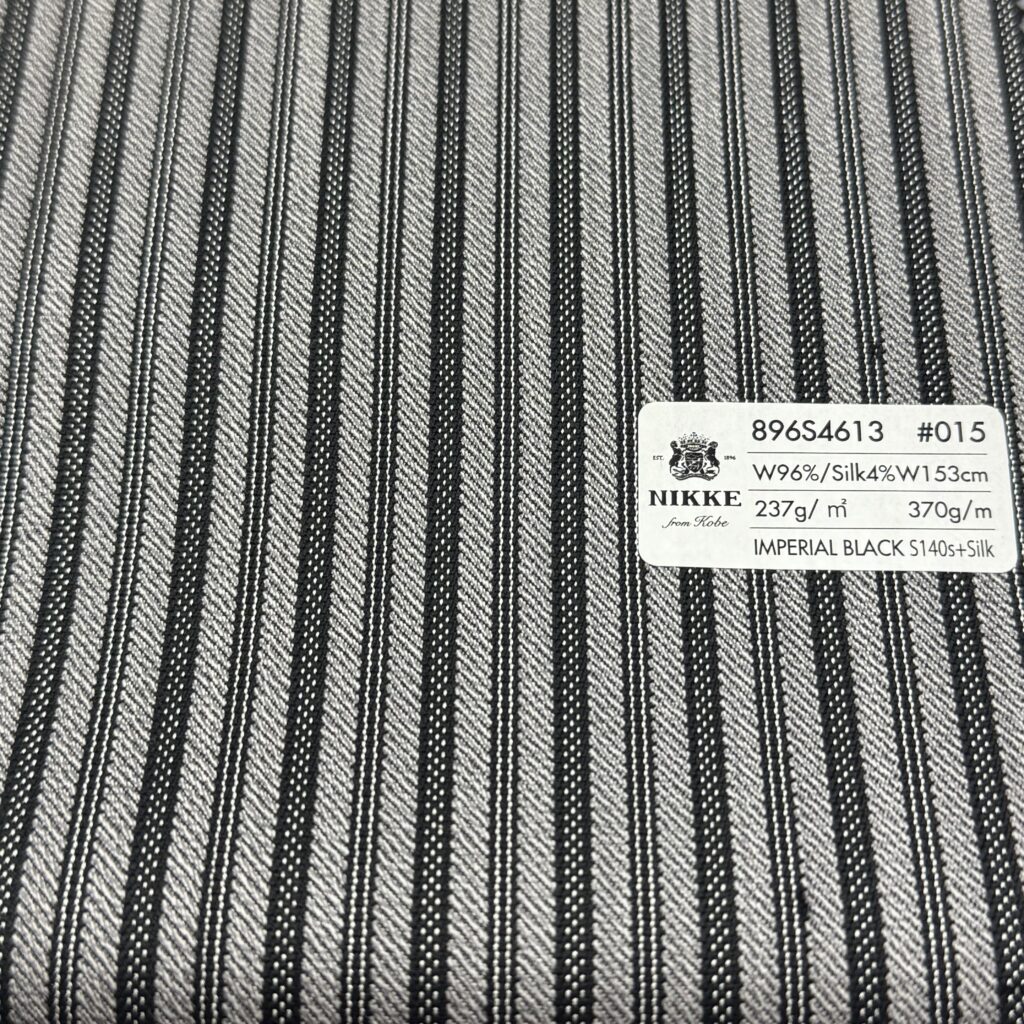 896S4613 #015
W96%/Silk4%W153cm
237g/㎡ 370g/m
IMPERIAL BLACK S140s+Silk
EST. 1896
NIKKE
from Kobe